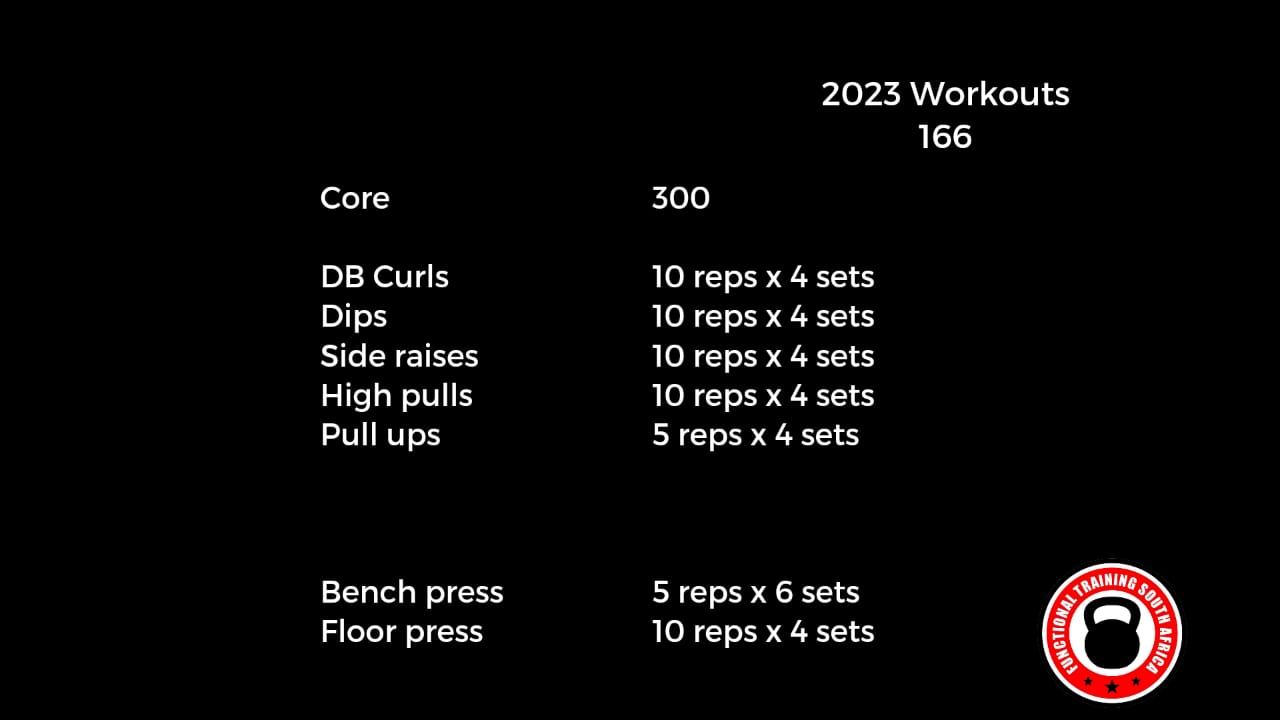 2023 Workouts
166
Core 300
DB Curls 10 reps x 4 sets
Dips 10 reps x 4 sets
Side raises 10 reps x 4 sets
High pulls 10 reps x 4 sets
Pull ups 5 reps x 4 sets
Bench press 5 reps x 6 sets
Floor press 10 reps x 4 sets
FUNCTIONAL TRAINING SOUTH AFRICA